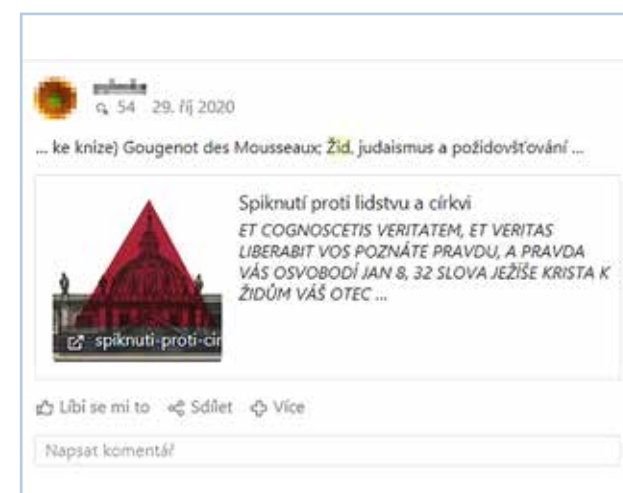 54 29. říj 2020
... ke knize) Gougenot des Mousseaux: Žid, judaismus a požidovšťování ...
Spiknutí proti lidstvu a církvi
ET COGNOSCETIS VERITATEM, ET VERITAS
LIBERABIT VOS POZNÁTE PRAVDU, A PRAVDA
VÁS OSVOBODÍ JAN 8, 32 SLOVA JEŽÍŠE KRISTA K
ŽIDŮM VÁŠ OTEC ...
spiknuti-proti-cir
Líbí se mi to Sdílet Více
Napsat komentář